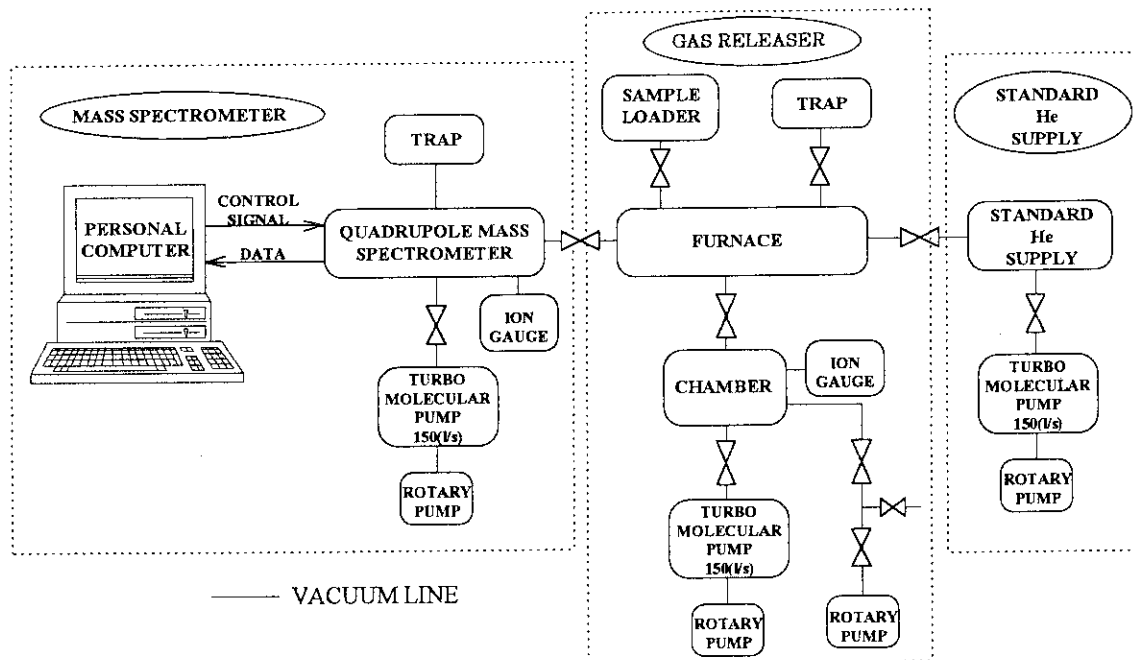 MASS SPECTROMETER
TRAP
PERSONAL
COMPUTER
CONTROL
SIGNAL
DATA
QUADRUPOLE MASS
SPECTROMETER
ION
GAUGE
TURBO
MOLECULAR
PUMP
150(l/s)
ROTARY
PUMP
VACUUM LINE
GAS RELEASER
SAMPLE
LOADER
TRAP
FURNACE
CHAMBER
ION
GAUGE
TURBO
MOLECULAR
PUMP
150(l/s)
ROTARY
PUMP
ROTARY
PUMP
STANDARD
He
SUPPLY
STANDARD
He
SUPPLY
TURBO
MOLECULAR
PUMP
150(l/s)
ROTARY
PUMP